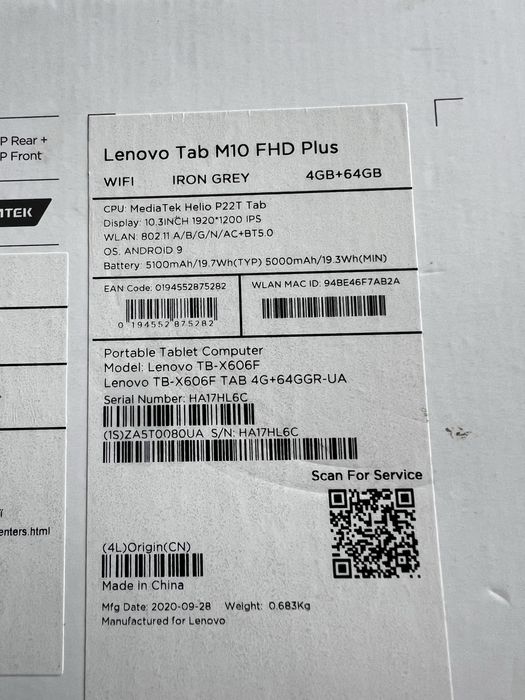 P Rear +
P Front
TEK
enters.html
Lenovo Tab M10 FHD Plus
WIFI IRON GREY 4GB+64GB
CPU: MediaTek Helio P22T Tab
Display: 10.3INCH 1920*1200 IPS
WLAN: 802.11 A/B/G/N/AC+BT5.0
OS: ANDROID 9
Battery: 5100mAh/19.7Wh(TYP) 5000mAh/19.3Wh(MIN)
EAN Code: 0194552875282 WLAN MAC ID: 94BE46F7AB2A
0 194552 875282
Portable Tablet Computer
Model: Lenovo TB-X606F
Lenovo TB-X606F TAB 4G+64GGR-UA
Serial Number: HA17HL6C
(1S)ZA5T0080UA S/N: HA17HL6C
Scan For Service
(4L)Origin(CN)
Made in China
Mfg Date: 2020-09-28 Weight: 0.683Kg
Manufactured for Lenovo